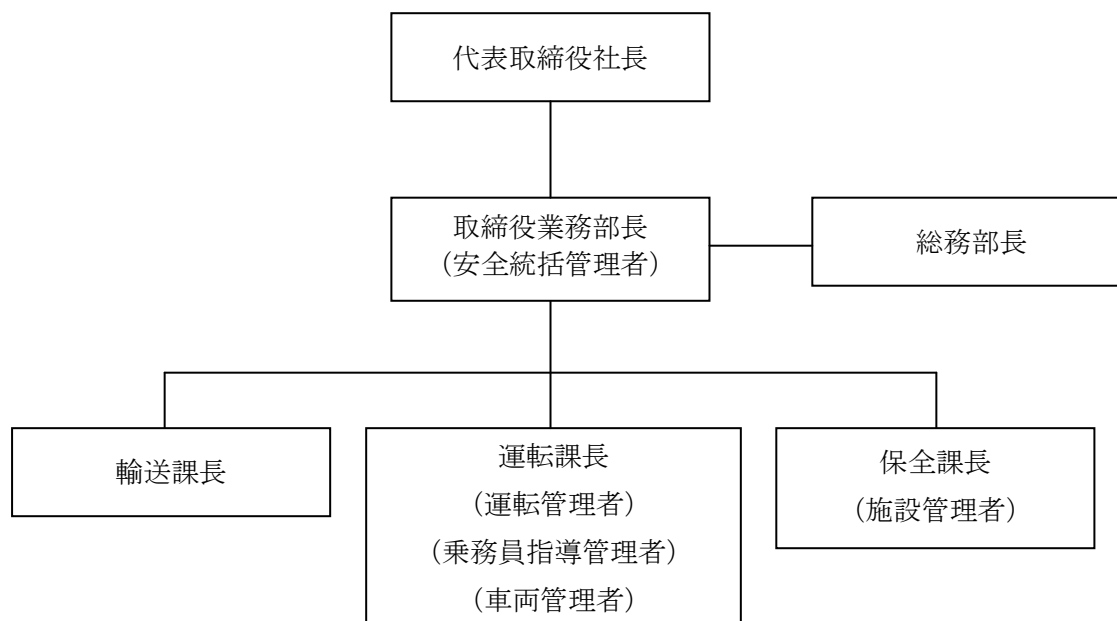 代表取締役社長
取締役業務部長
（安全統括管理者）
総務部長
輸送課長
運転課長
（運転管理者）
（乗務員指導管理者）
（車両管理者）
保全課長
（施設管理者）